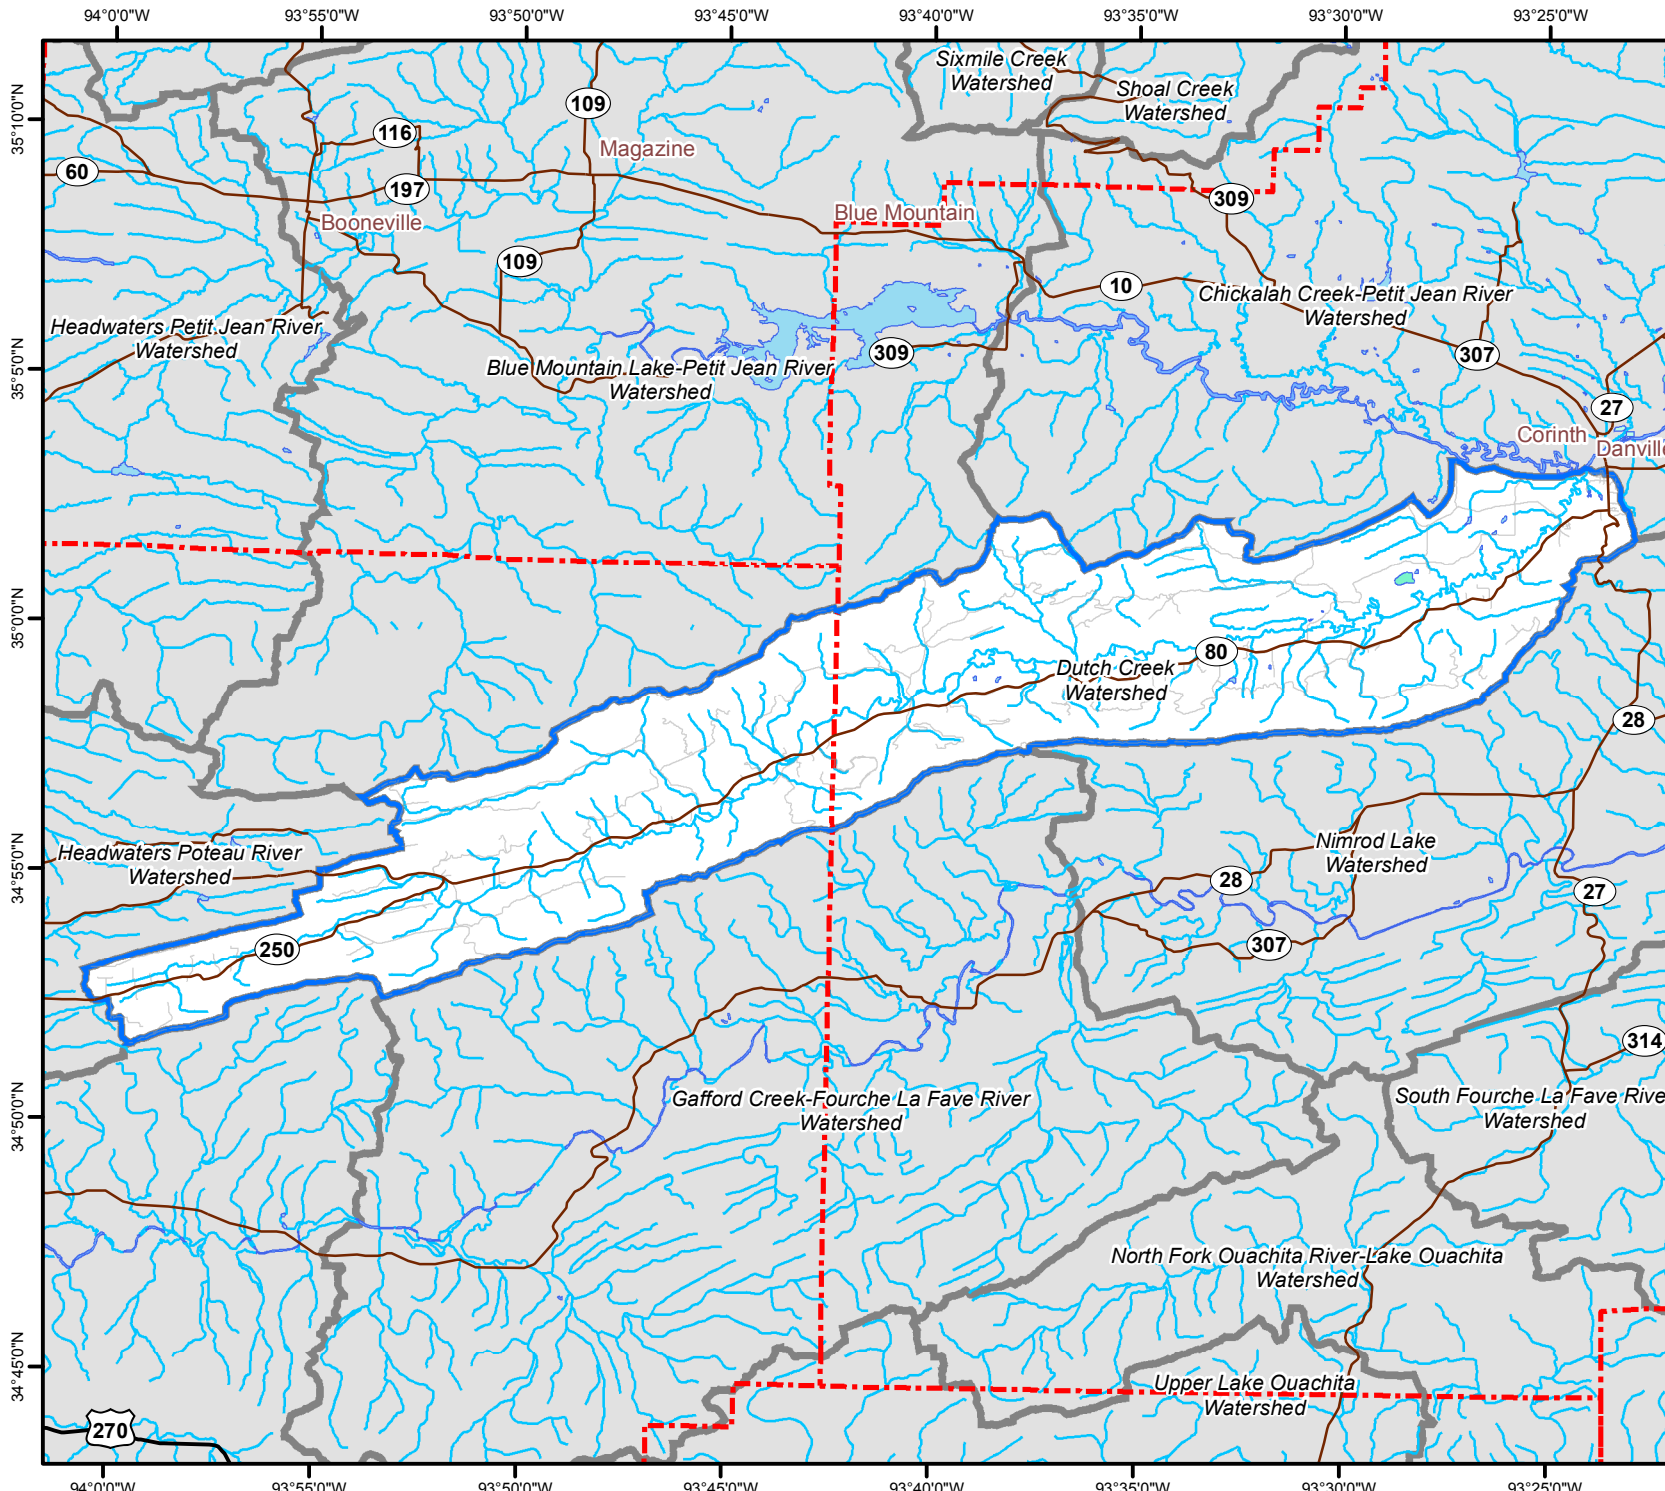 94°0'0"W 93°55'0"W 93°50'0"W 93°45'0"W 93°40'0"W 93°35'0"W 93°30'0"W 93°25'0"W
Sixmile Creek
Watershed
Shoal Creek
Watershed
109
35°10'0"N
116
Magazine
60
197
309
Blue Mountain
Booneville
109
10
Chickalah Creek-Petit Jean River
Watershed
Headwaters Petit Jean River
Watershed
309
307
35°5'0"N
Blue Mountain Lake-Petit Jean River
Watershed
27
Corinth
Danville
35°0'0"N
80
Dutch Creek
Watershed
28
Nimrod Lake
Watershed
34°55'0"N
Headwaters Poteau River
Watershed
28
27
250
307
314
Gafford Creek-Fourche La Fave River
Watershed
South Fourche La Fave Rive
Watershed
34°50'0"N
North Fork Ouachita River-Lake Ouachita
Watershed
34°45'0"N
Upper Lake Ouachita
Watershed
270
94°0'0"W 93°55'0"W 93°50'0"W 93°45'0"W 93°40'0"W 93°35'0"W 93°30'0"W 93°25'0"W